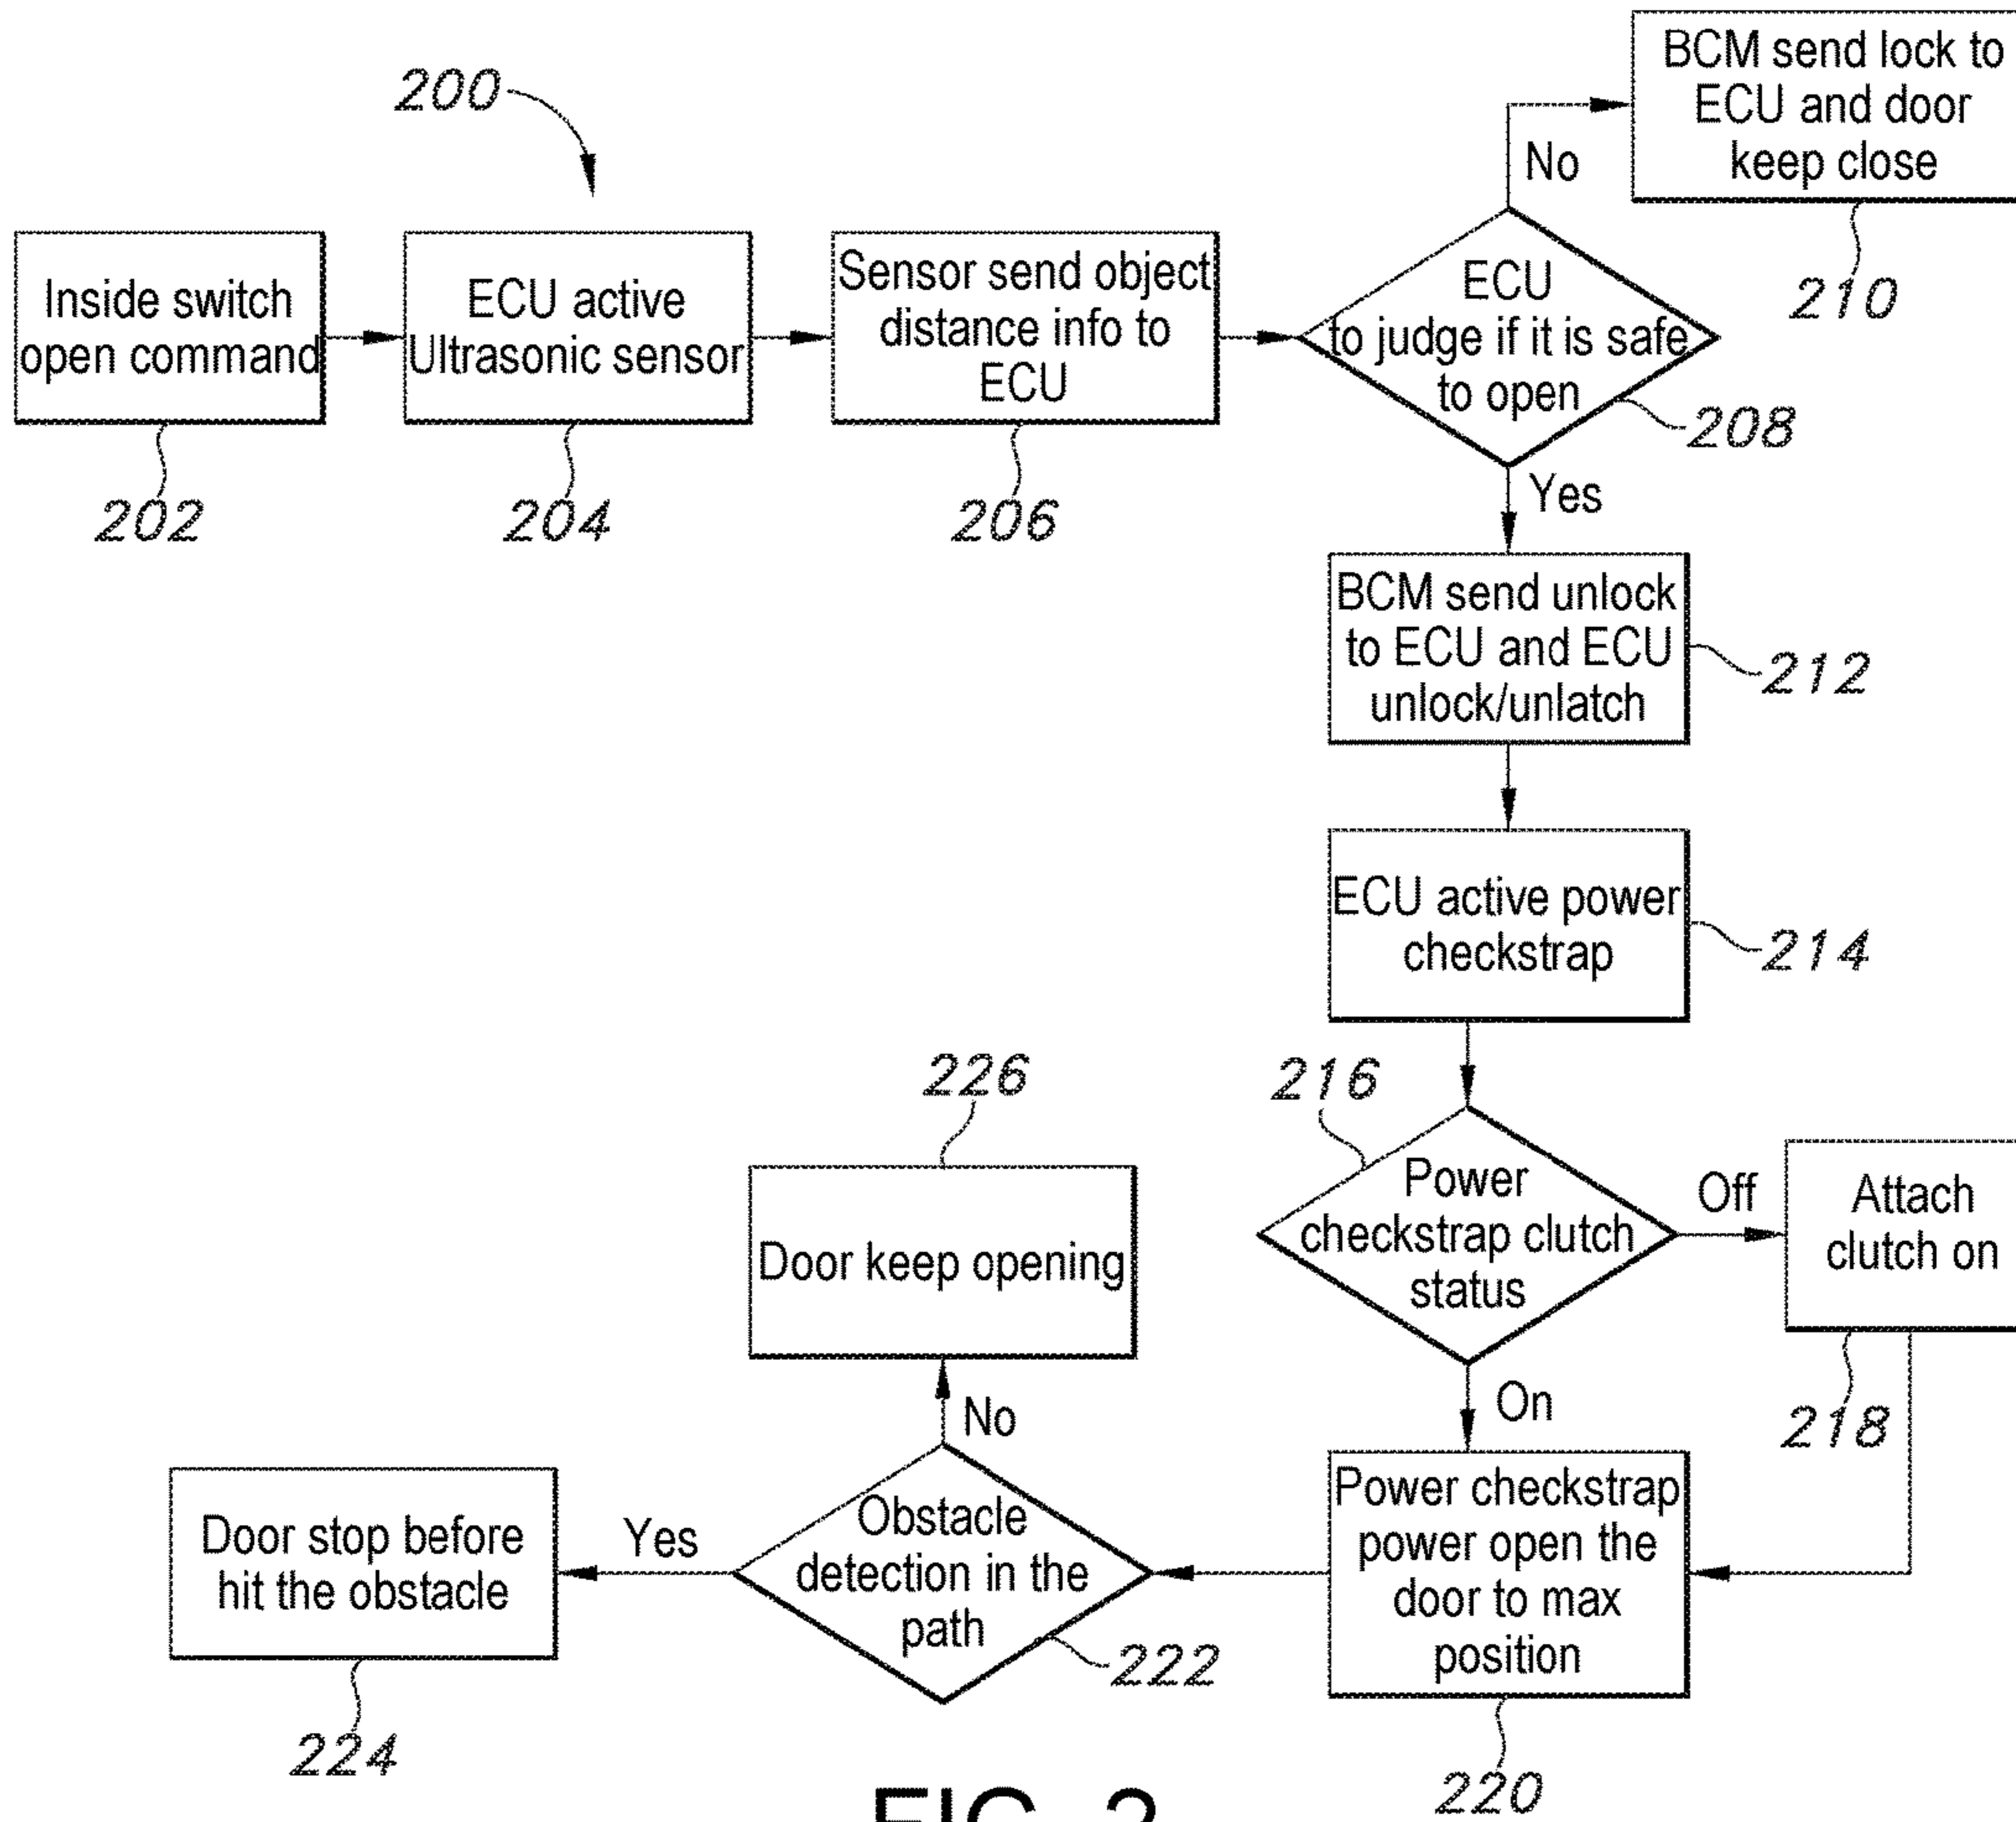 200
BCM send lock to
ECU and door
keep close
210
No
Inside switch
open command
202
ECU active
Ultrasonic sensor
204
Sensor send object
distance info to
ECU
206
ECU
to judge if it is safe
to open
208
Yes
BCM send unlock
to ECU and ECU
unlock/unlatch
212
ECU active power
checkstrap
214
216
Power
checkstrap clutch
status
Off
Attach
clutch on
218
On
Power checkstrap
power open the
door to max
position
220
Obstacle
detection in the
path
222
No
226
Door keep opening
Yes
Door stop before
hit the obstacle
224
FIG. 2